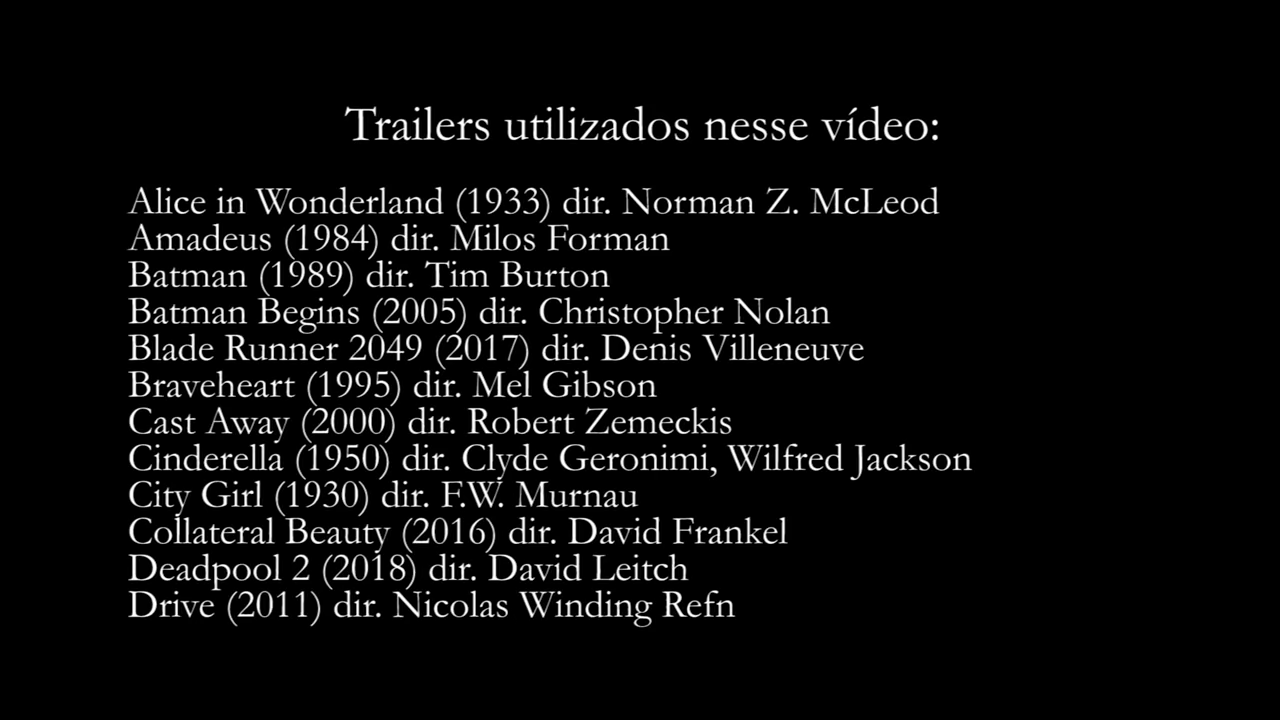 Trailers utilizados nesse vídeo:
Alice in Wonderland (1933) dir. Norman Z. McLeod
Amadeus (1984) dir. Milos Forman
Batman (1989) dir. Tim Burton
Batman Begins (2005) dir. Christopher Nolan
Blade Runner 2049 (2017) dir. Denis Villeneuve
Braveheart (1995) dir. Mel Gibson
Cast Away (2000) dir. Robert Zemeckis
Cinderella (1950) dir. Clyde Geronimi, Wilfred Jackson
City Girl (1930) dir. F.W. Murnau
Collateral Beauty (2016) dir. David Frankel
Deadpool 2 (2018) dir. David Leitch
Drive (2011) dir. Nicolas Winding Refn